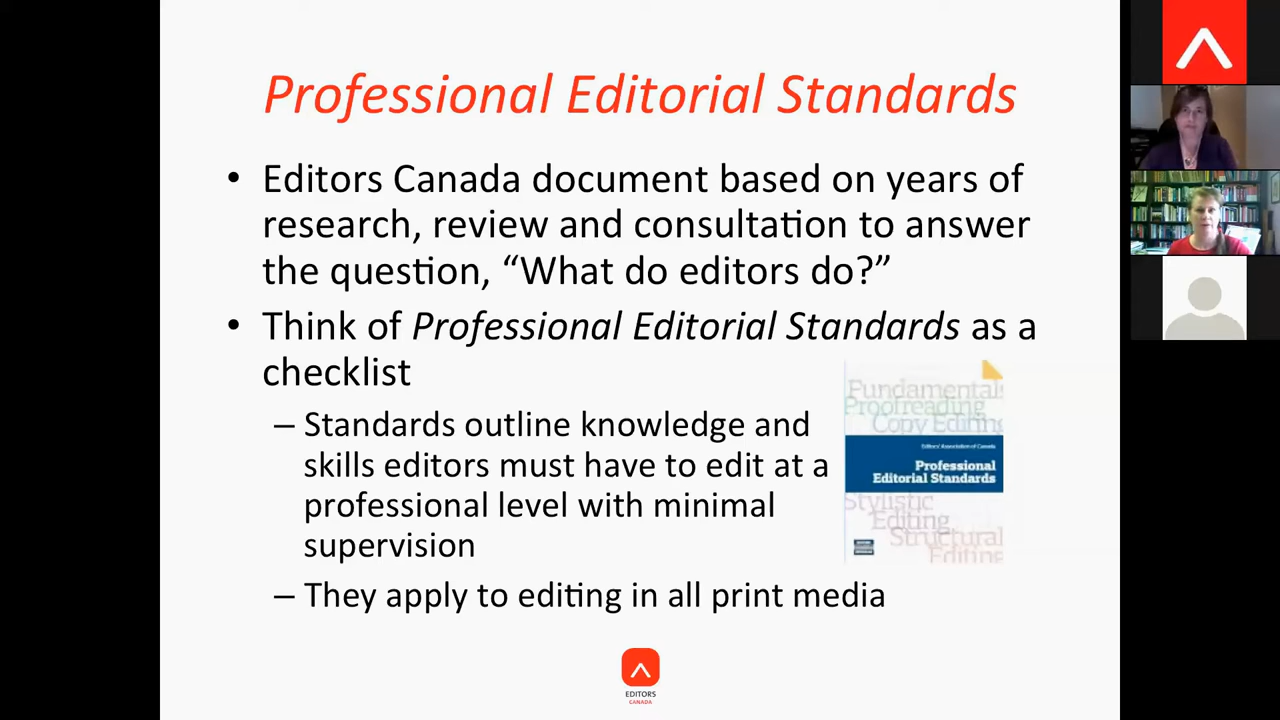 Professional Editorial Standards
• Editors Canada document based on years of
research, review and consultation to answer
the question, “What do editors do?”
• Think of Professional Editorial Standards as a
checklist
– Standards outline knowledge and
skills editors must have to edit at a
professional level with minimal
supervision
– They apply to editing in all print media
Fundamentals
Proofreading
Copy Editing
Editors' Association of Canada
Professional
Editorial Standards
Stylistic
Editing
Structural
Editing
EDITORS
CANADA